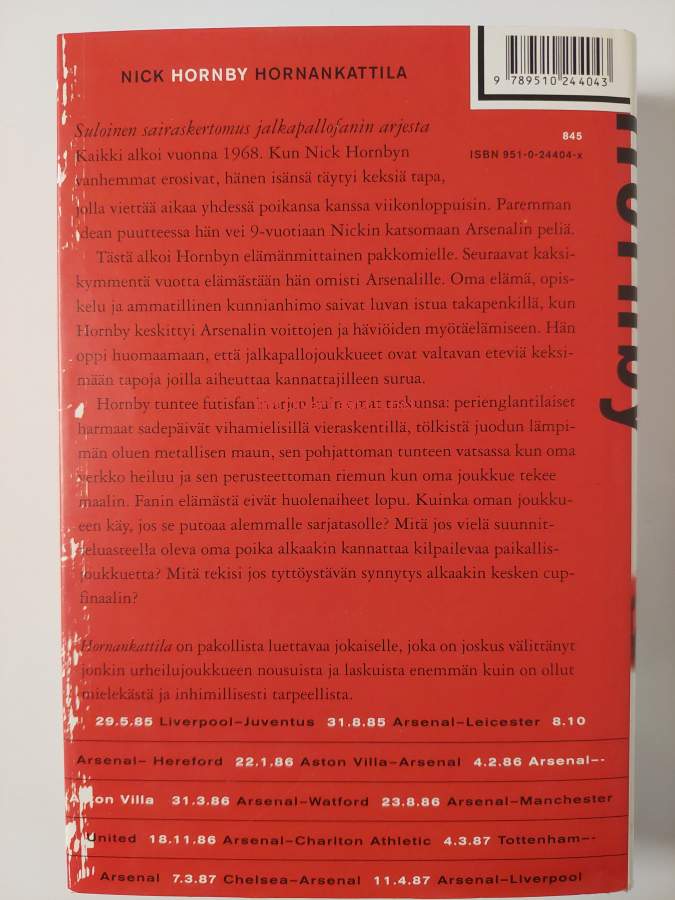 NICK HORNBY HORNANKATTILA
9 789510 244043
Suloinen sairaskertomus jalkapallofanin arjesta
845
Kaikki alkoi vuonna 1968. Kun Nick Hornbyn
ISBN 951-0-24404-x
vanhemmat erosivat, hänen isänsä täytyi keksiä tapa,
jolla viettää aikaa yhdessä poikansa kanssa viikonloppuisin. Paremman
idean puutteessa hän vei 9-vuotiaan Nickin katsomaan Arsenalin peliä.
Tästä alkoi Hornbyn elämänmittainen pakkomielle. Seuraavat kaksi-
kymmentä vuotta elämästään hän omisti Arsenalille. Oma elämä, opis-
kelu ja ammatillinen kunnianhimo saivat luvan istua takapenkillä, kun
Hornby keskittyi Arsenalin voittojen ja häviöiden myötäelämiseen. Hän
oppi huomaamaan, että jalkapallojoukkueet ovat valtavan eteviä keksi-
mään tapoja joilla aiheuttaa kannattajilleen surua.
Hornby tuntee futisfanin arjen kuin omat taskunsa: perienglantilaiset
harmaat sadepäivät vihamielisillä vieraskentillä, tölkistä juodun lämpi-
män oluen metallisen maun, sen pohjattoman tunteen vatsassa kun oma
verkko heiluu ja sen perusteettoman riemun kun oma joukkue tekee
maalin. Fanin elämästä eivät huolenaiheet lopu. Kuinka oman joukku-
een käy, jos se putoaa alemmalle sarjatasolle? Mitä jos vielä suunnit-
teluasteella oleva oma poika alkaakin kannattaa kilpailevaa paikallis-
joukkuetta? Mitä tekisi jos tyttöystävän synnytys alkaakin kesken cup-
finaalin?
Hornankattila on pakollista luettavaa jokaiselle, joka on joskus välittänyt
jonkin urheilujoukkueen nousuista ja laskuista enemmän kuin on ollut
mielekästä ja inhimillisesti tarpeellista.
29.5.85 Liverpool–Juventus 31.8.85 Arsenal–Leicester 8.10
Arsenal– Hereford 22.1.86 Aston Villa–Arsenal 4.2.86 Arsenal–-
Aston Villa 31.3.86 Arsenal–Watford 23.8.86 Arsenal–Manchester
United 18.11.86 Arsenal–Charlton Athletic 4.3.87 Tottenham–-
Arsenal 7.3.87 Chelsea–Arsenal 11.4.87 Arsenal–Liverpool
Hornby